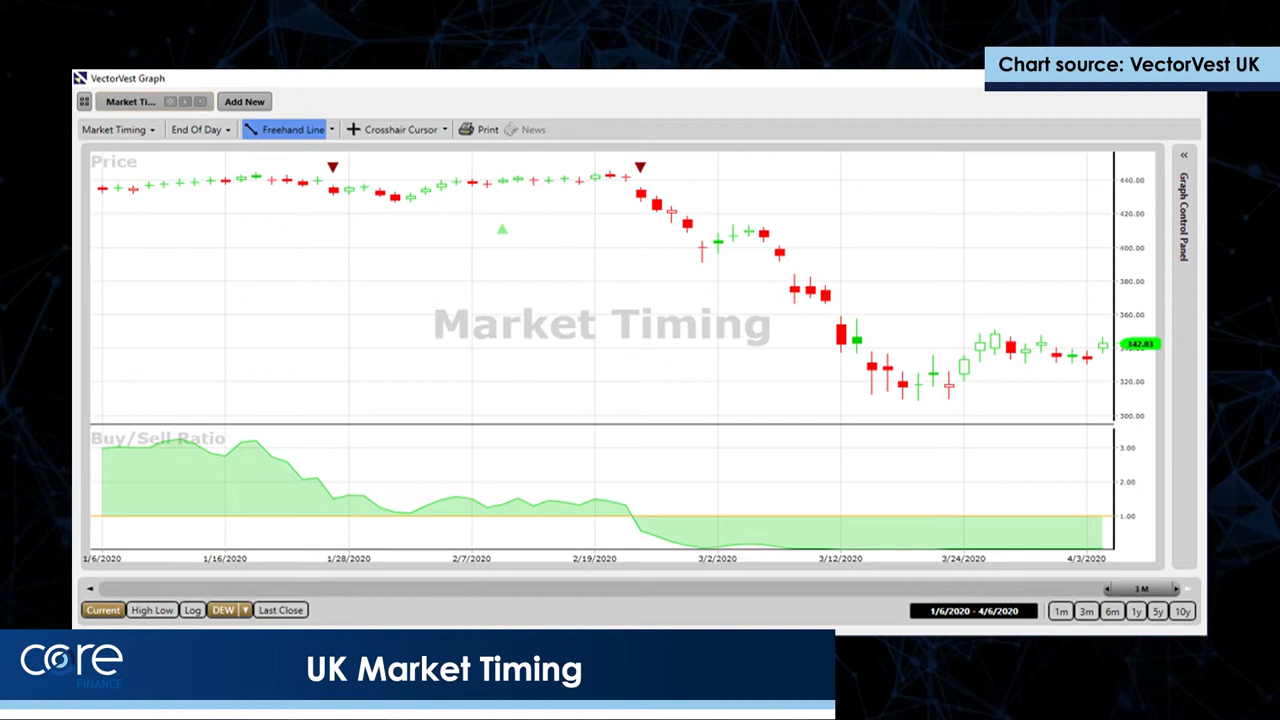 Chart source: VectorVest UK
VectorVest Graph
Market Ti... Add New
Market Timing End Of Day Freehand Line Crosshair Cursor Print News
Price
440.00
420.00
400.00
380.00
360.00
342.83
320.00
300.00
Market Timing
Graph Control Panel
Buy/Sell Ratio
3.00
2.00
1.00
1/6/2020 1/16/2020 1/28/2020 2/7/2020 2/19/2020 3/2/2020 3/12/2020 3/24/2020 4/3/2020
3 M
Current High Low Log DEW Last Close 1/6/2020 - 4/6/2020 1m 3m 6m 1y 5y 10y
core
FINANCE
UK Market Timing